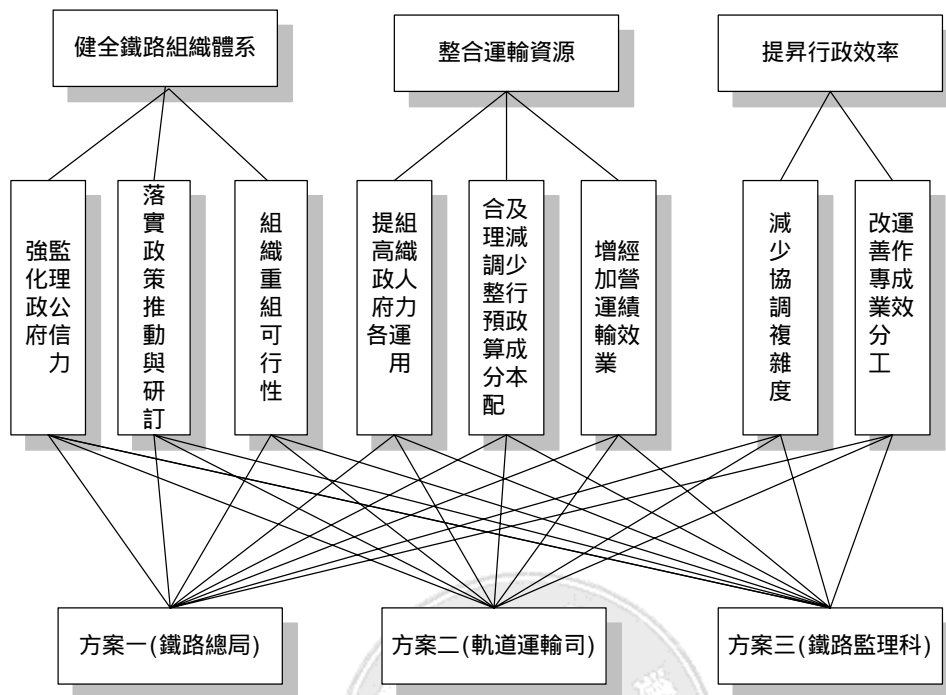 健全鐵路組織體系
整合運輸資源
提昇行政效率
強化政府
監理公信力
落實政策推動與研訂
組織重組可行性
提高政府各
組織人力運用
合理調整預算分配
及減少行政成本
增加運輸業
經營績效
減少協調複雜度
改善專業分工
運作成效
方案一(鐵路總局)
方案二(軌道運輸司)
方案三(鐵路監理科)